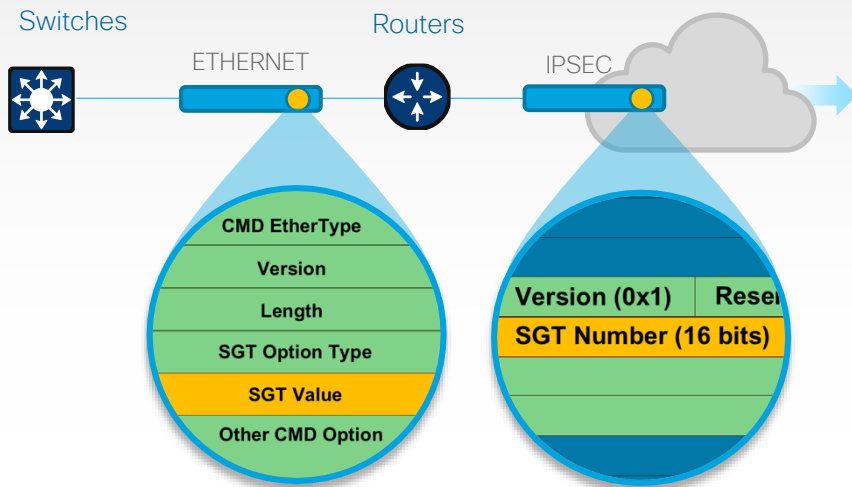 Switches
Routers
ETHERNET
IPSEC
CMD EtherType
Version
Length
SGT Option Type
SGT Value
Other CMD Option
Version (0x1)
SGT Number (16 bits)